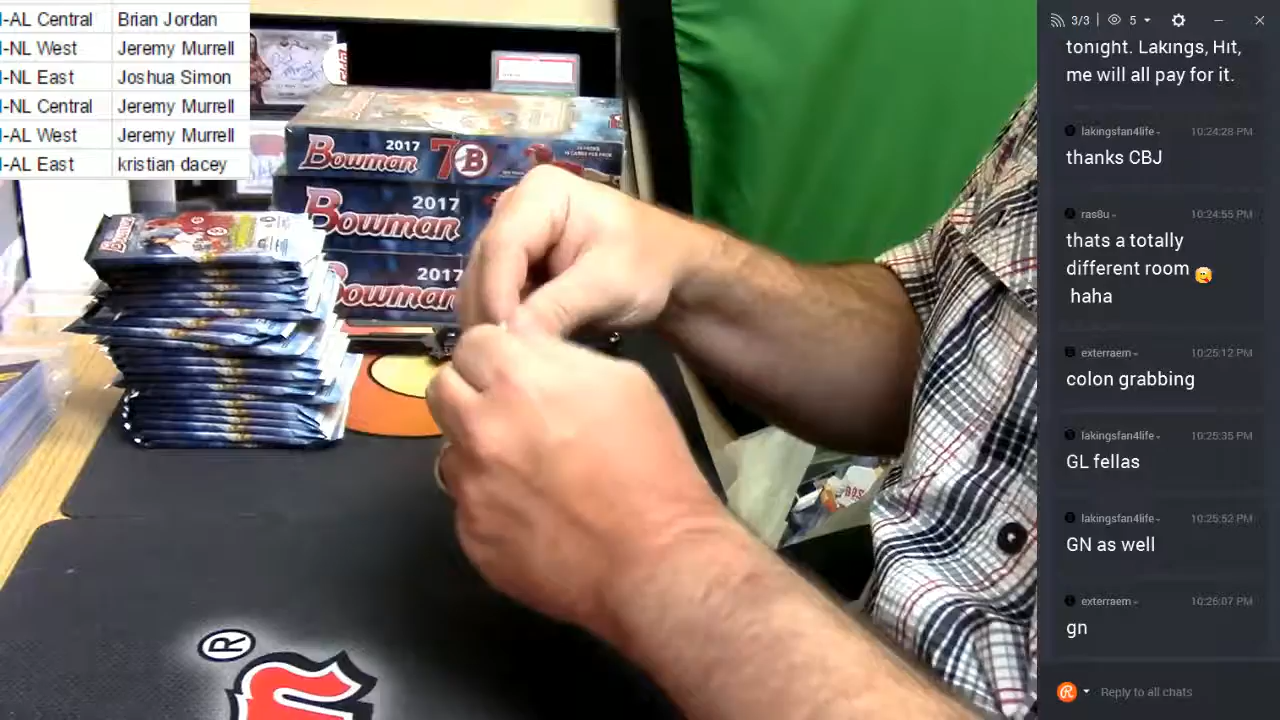 I-AL Central Brian Jordan
I-NL West Jeremy Murrell
I-NL East Joshua Simon
I-NL Central Jeremy Murrell
I-AL West Jeremy Murrell
I-AL East kristian dacey
2017
Bowman 70 B
2017
Bowman
2017
Bowman
Bowman
®
3/3 5
tonight. Lakings, Hit,
me will all pay for it.
lakingsfan4life- 10:24:28 PM
thanks CBJ
ras8u- 10:24:55 PM
thats a totally
different room
haha
exterraem- 10:25:12 PM
colon grabbing
lakingsfan4life- 10:25:35 PM
GL fellas
lakingsfan4life- 10:25:52 PM
GN as well
exterraem- 10:26:07 PM
gn
Reply to all chats